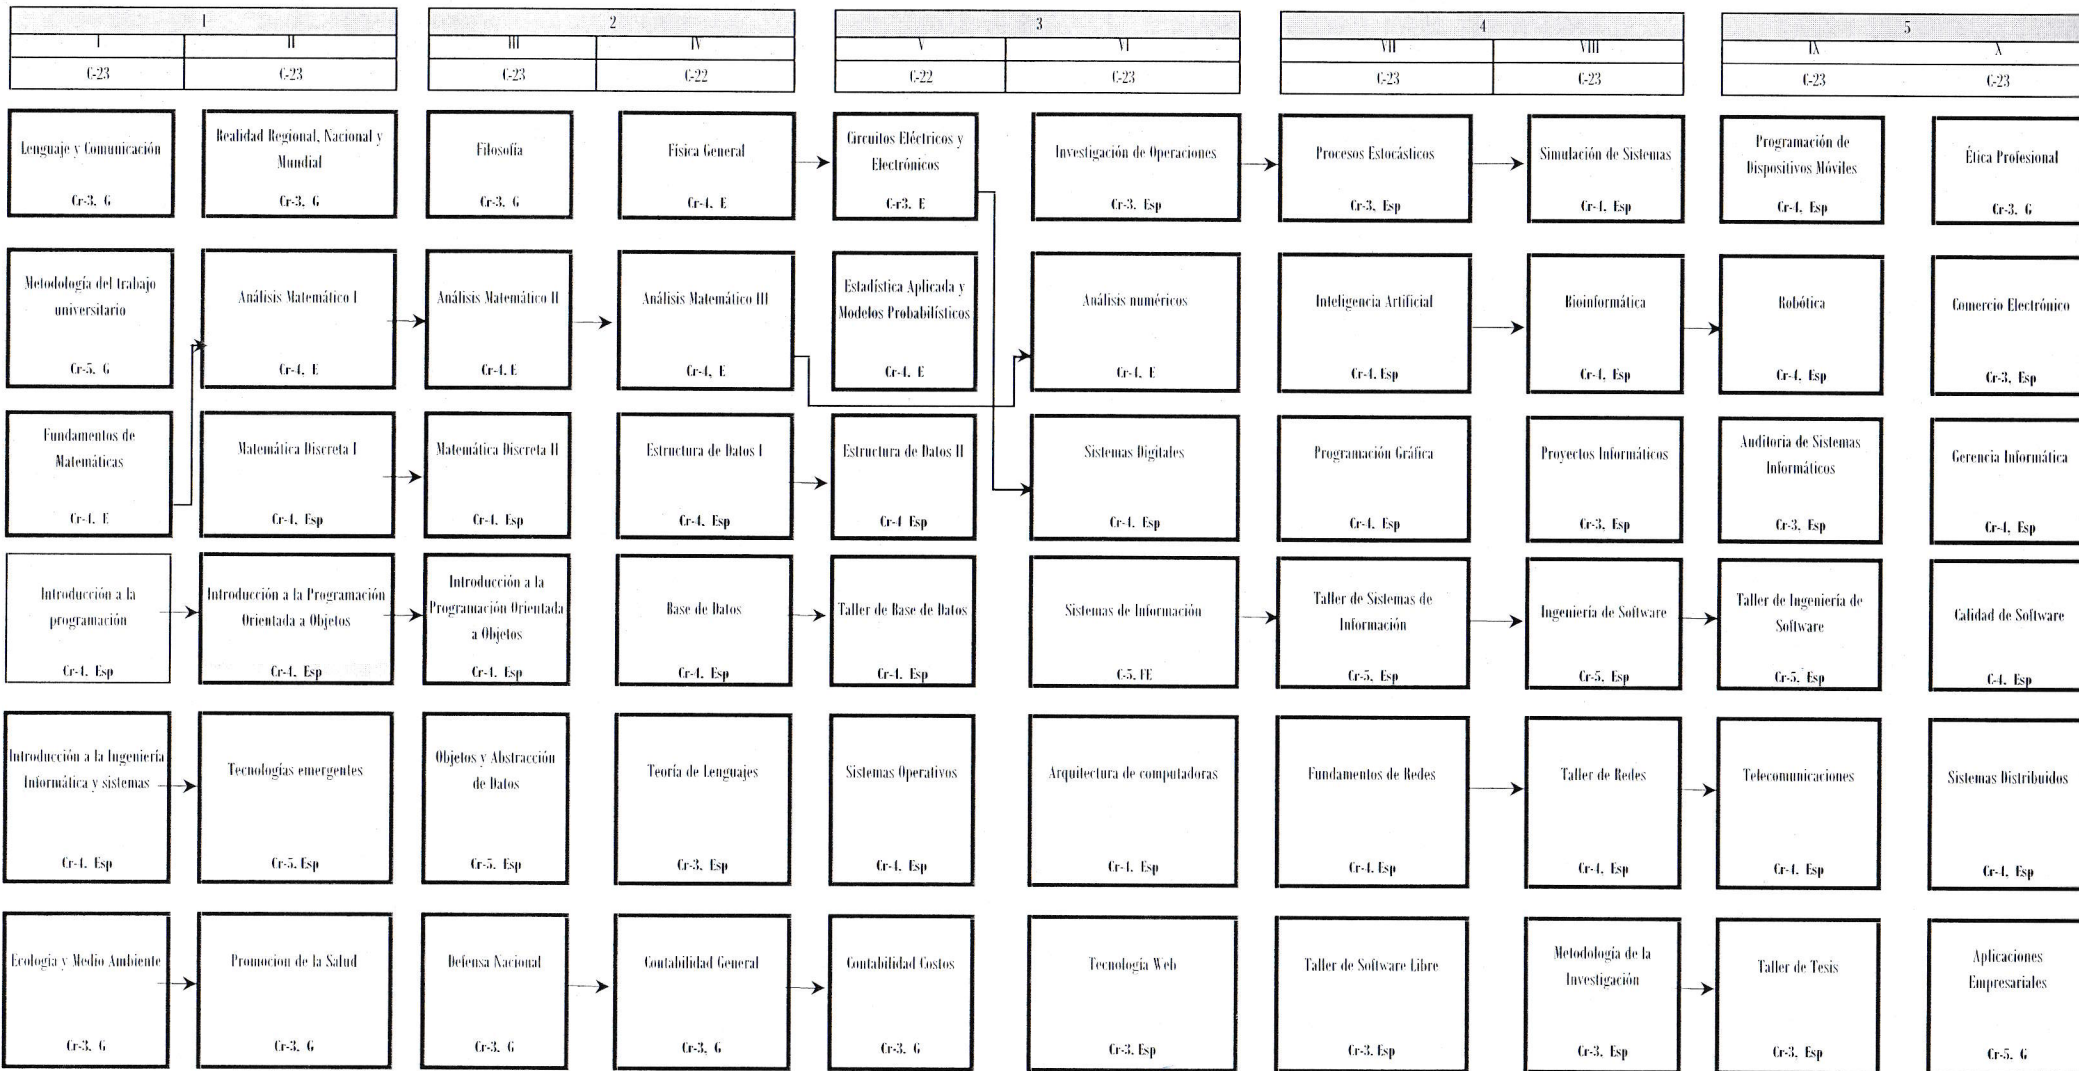 1 2 3 4 5
I II III IV V VI VII VIII IX X
C-23 C-23 C-23 C-22 C-22 C-23 C-23 C-23 C-23 C-23
Lenguaje y Comunicación
Cr-3. G
Realidad Regional, Nacional y
Mundial
Cr-3. G
Filosofía
Cr-3. G
Física General
Cr-4. E
Circuitos Eléctricos y
Electrónicos
C-r3. E
Investigación de Operaciones
Cr-3. Esp
Procesos Estocásticos
Cr-3, Esp
Simulación de Sistemas
Cr-4. Esp
Programación de
Dispositivos Móviles
Cr-4. Esp
Ética Profesional
Cr-3. G
Metodología del trabajo
universitario
Cr-5. G
Análisis Matemático I
Cr-4. E
Análisis Matemático II
Cr-4. E
Análisis Matemático III
Cr-4, E
Estadística Aplicada y
Modelos Probabilísticos
Cr-4. E
Análisis numéricos
Cr-4. E
Inteligencia Artificial
Cr-4. Esp
Bioinformática
Cr-4, Esp
Robótica
Cr-4, Esp
Comercio Electrónico
Cr-3, Esp
Fundamentos de
Matemáticas
Cr-4. E
Matemática Discreta I
Cr-4. Esp
Matemática Discreta II
Cr-4. Esp
Estructura de Datos I
Cr-4, Esp
Estructura de Datos II
Cr-4 Esp
Sistemas Digitales
Cr-4. Esp
Programación Gráfica
Cr-4, Esp
Proyectos Informáticos
Cr-3, Esp
Auditoria de Sistemas
Informáticos
Cr-3, Esp
Gerencia Informática
Cr-4, Esp
Introducción a la
programación
Cr-4. Esp
Introducción a la Programación
Orientada a Objetos
Cr-4. Esp
Introducción a la
Programación Orientada
a Objetos
Cr-4. Esp
Base de Datos
Cr-4. Esp
Taller de Base de Datos
Cr-4. Esp
Sistemas de Información
C-5. FE
Taller de Sistemas de
Información
Cr-5, Esp
Ingeniería de Software
Cr-5, Esp
Taller de Ingeniería de
Software
Cr-5, Esp
Calidad de Software
C-4. Esp
Introducción a la Ingeniería
Informática y sistemas
Cr-4. Esp
Tecnologías emergentes
Cr-5. Esp
Objetos y Abstracción
de Datos
Cr-5. Esp
Teoría de Lenguajes
Cr-3. Esp
Sistemas Operativos
Cr-4. Esp
Arquitectura de computadoras
Cr-4. Esp
Fundamentos de Redes
Cr-4. Esp
Taller de Redes
Cr-4, Esp
Telecomunicaciones
Cr-4. Esp
Sistemas Distribuidos
Cr-4, Esp
Ecología y Medio Ambiente
Cr-3. G
Promocion de la Salud
Cr-3. G
Defensa Nacional
Cr-3. G
Contabilidad General
Cr-3, G
Contabilidad Costos
Cr-3. G
Tecnología Web
Cr-3. Esp
Taller de Software Libre
Cr-3. Esp
Metodología de la
Investigación
Cr-3. Esp
Taller de Tesis
Cr-3. Esp
Aplicaciones
Empresariales
Cr-5. G